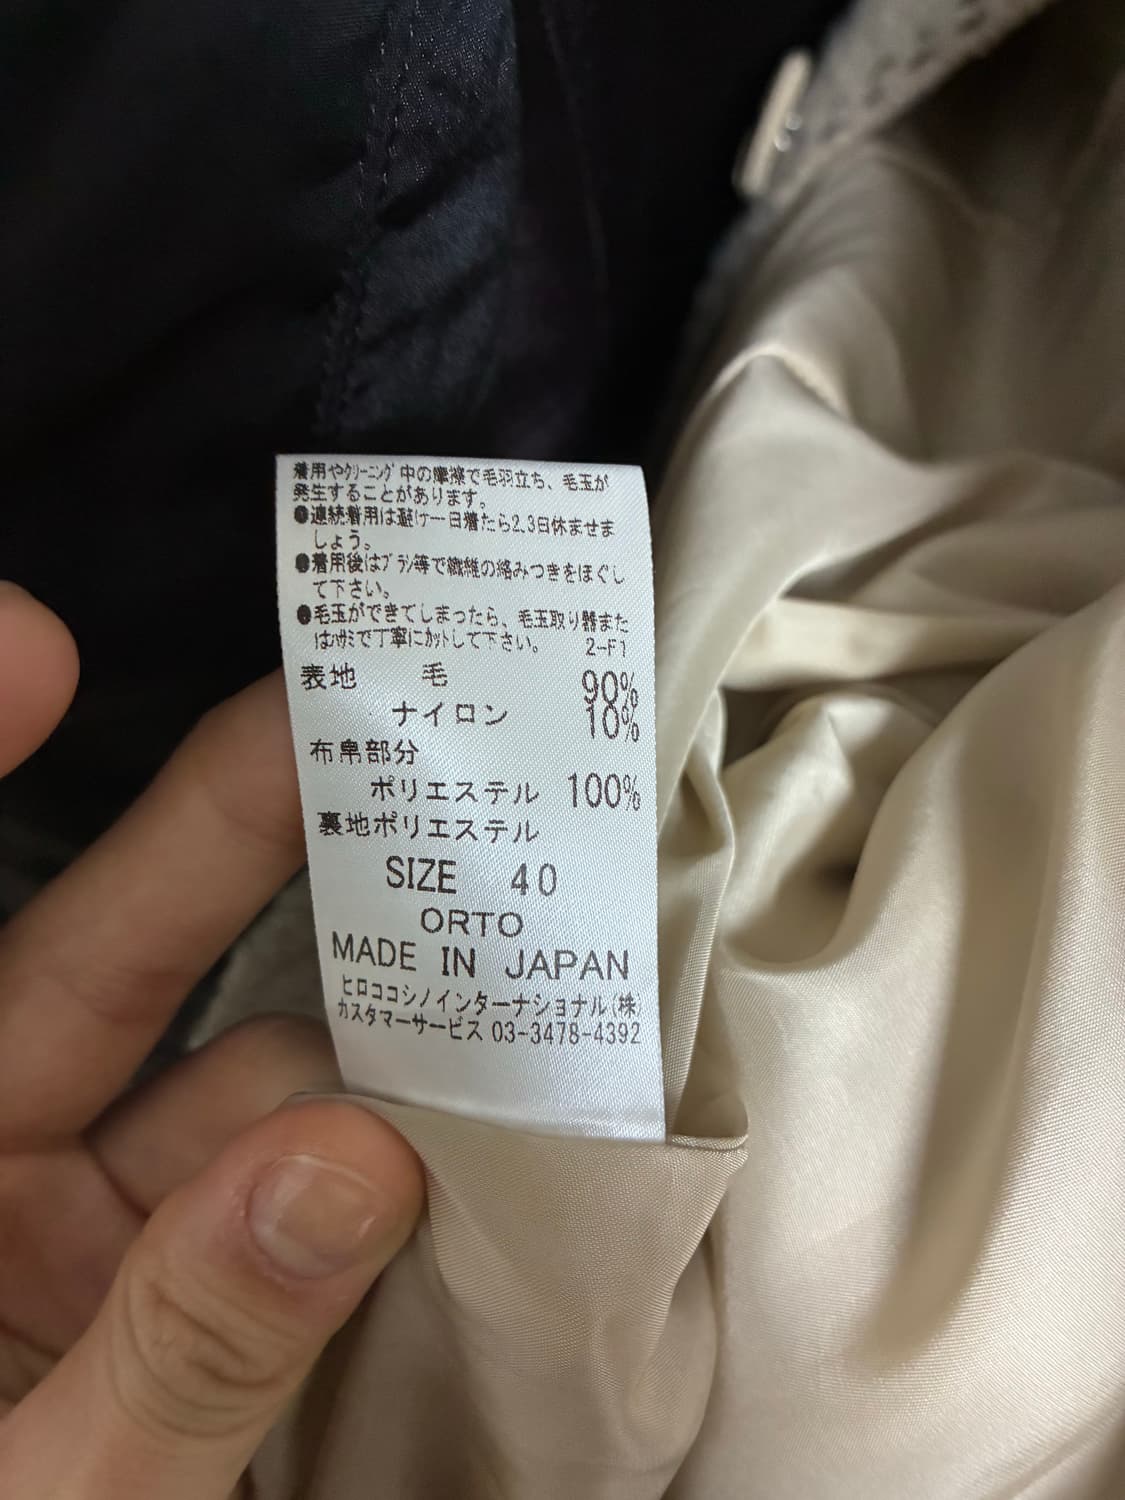 着用やクリーニング中の摩擦で毛羽立ち、毛玉が
発生することがあります。
●連続着用は避け一日着たら2.3日休ませま
しょう。
●着用後はブラシ等で繊維の絡みつきをほぐし
て下さい。
●毛玉ができてしまったら、毛玉取り器また
はハサミで丁寧にカットして下さい。 2-F1
表地 毛 90%
ナイロン 10%
布帛部分
ポリエステル 100%
裏地ポリエステル
SIZE 40
ORTO
MADE IN JAPAN
ヒロココシノインターナショナル(株)
カスタマーサービス 03-3478-4392